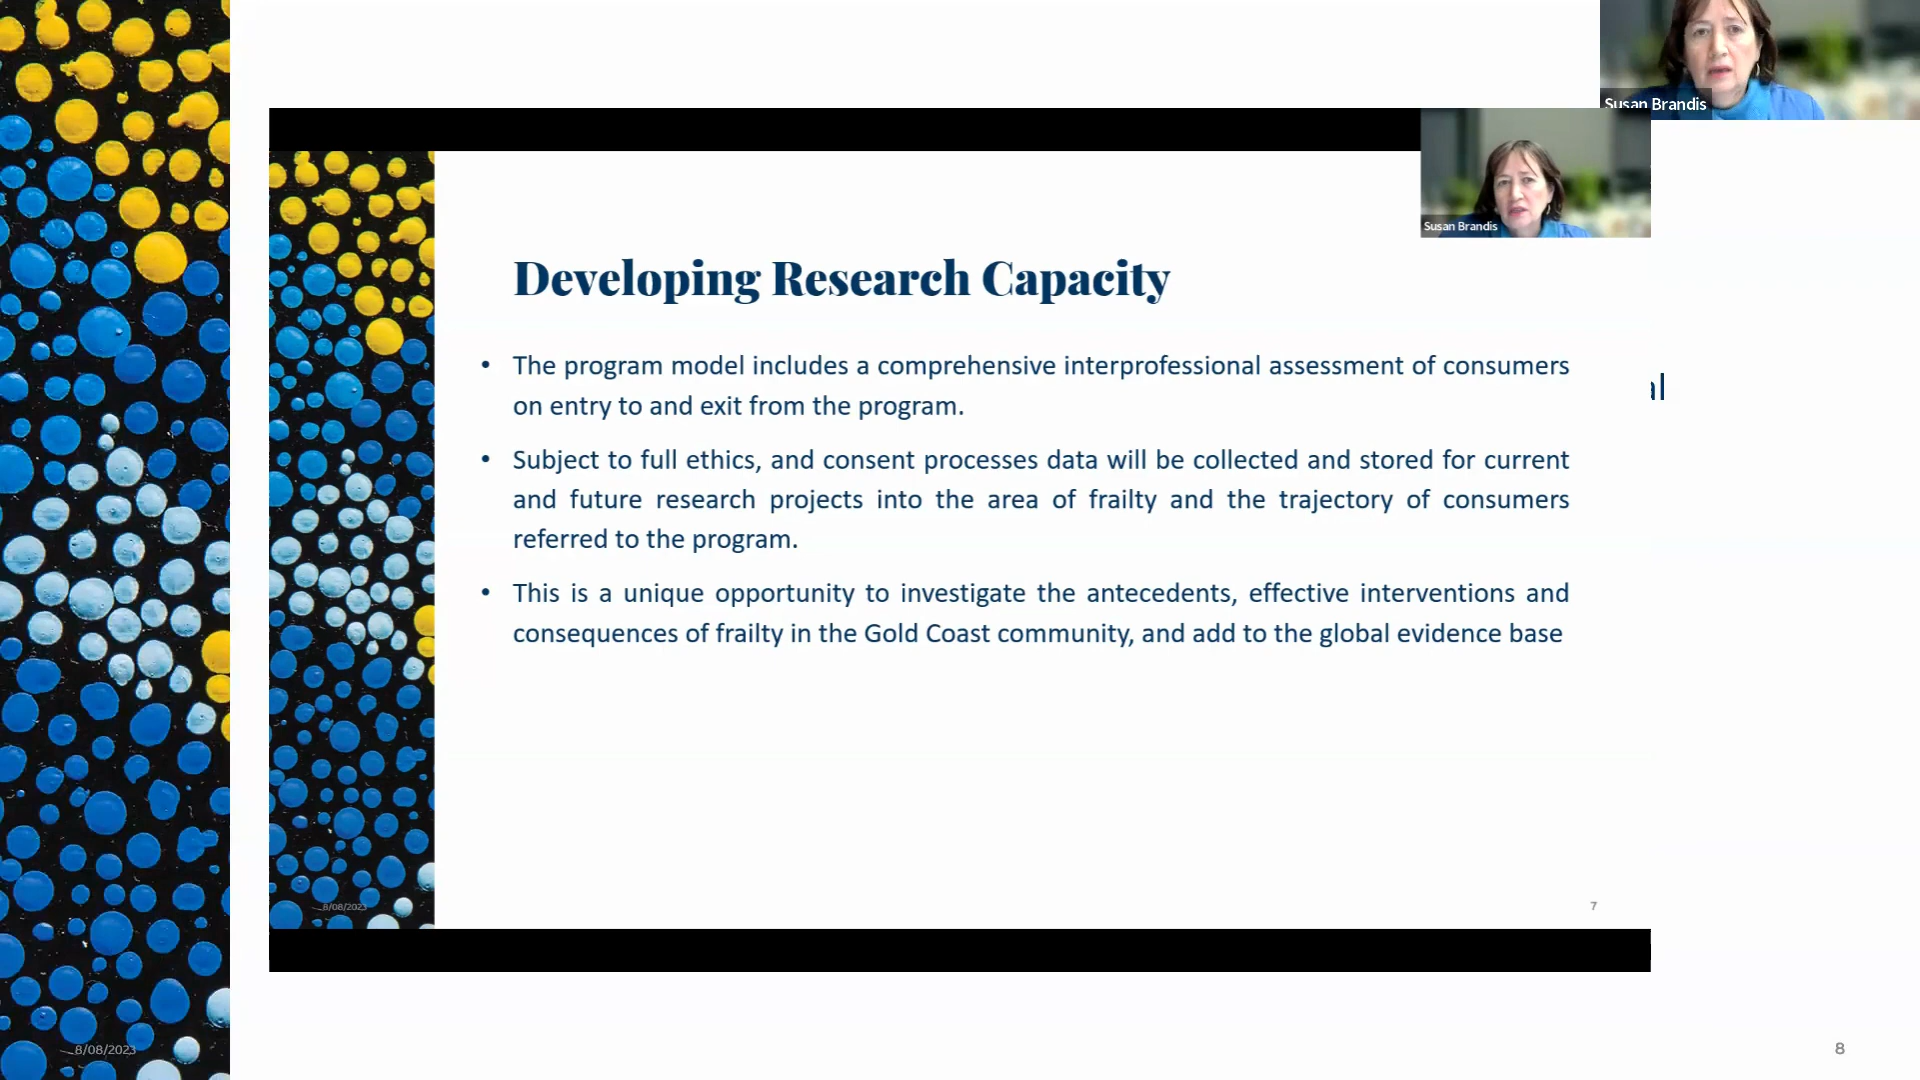 Susan Brandis
Susan Brandis
Developing Research Capacity
• The program model includes a comprehensive interprofessional assessment of consumers
on entry to and exit from the program.
al
• Subject to full ethics, and consent processes data will be collected and stored for current
and future research projects into the area of frailty and the trajectory of consumers
referred to the program.
• This is a unique opportunity to investigate the antecedents, effective interventions and
consequences of frailty in the Gold Coast community, and add to the global evidence base
8/08/2023
7
8/08/2023
8